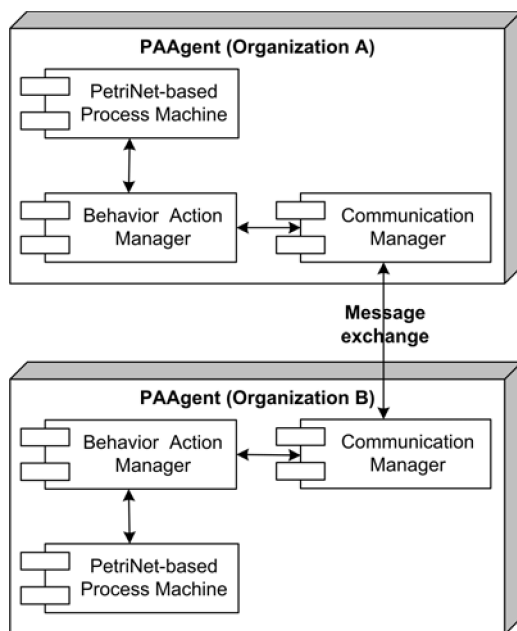 PAAgent (Organization A)
PetriNet-based
Process Machine
Behavior Action
Manager
Communication
Manager
Message
exchange
PAAgent (Organization B)
Behavior Action
Manager
Communication
Manager
PetriNet-based
Process Machine